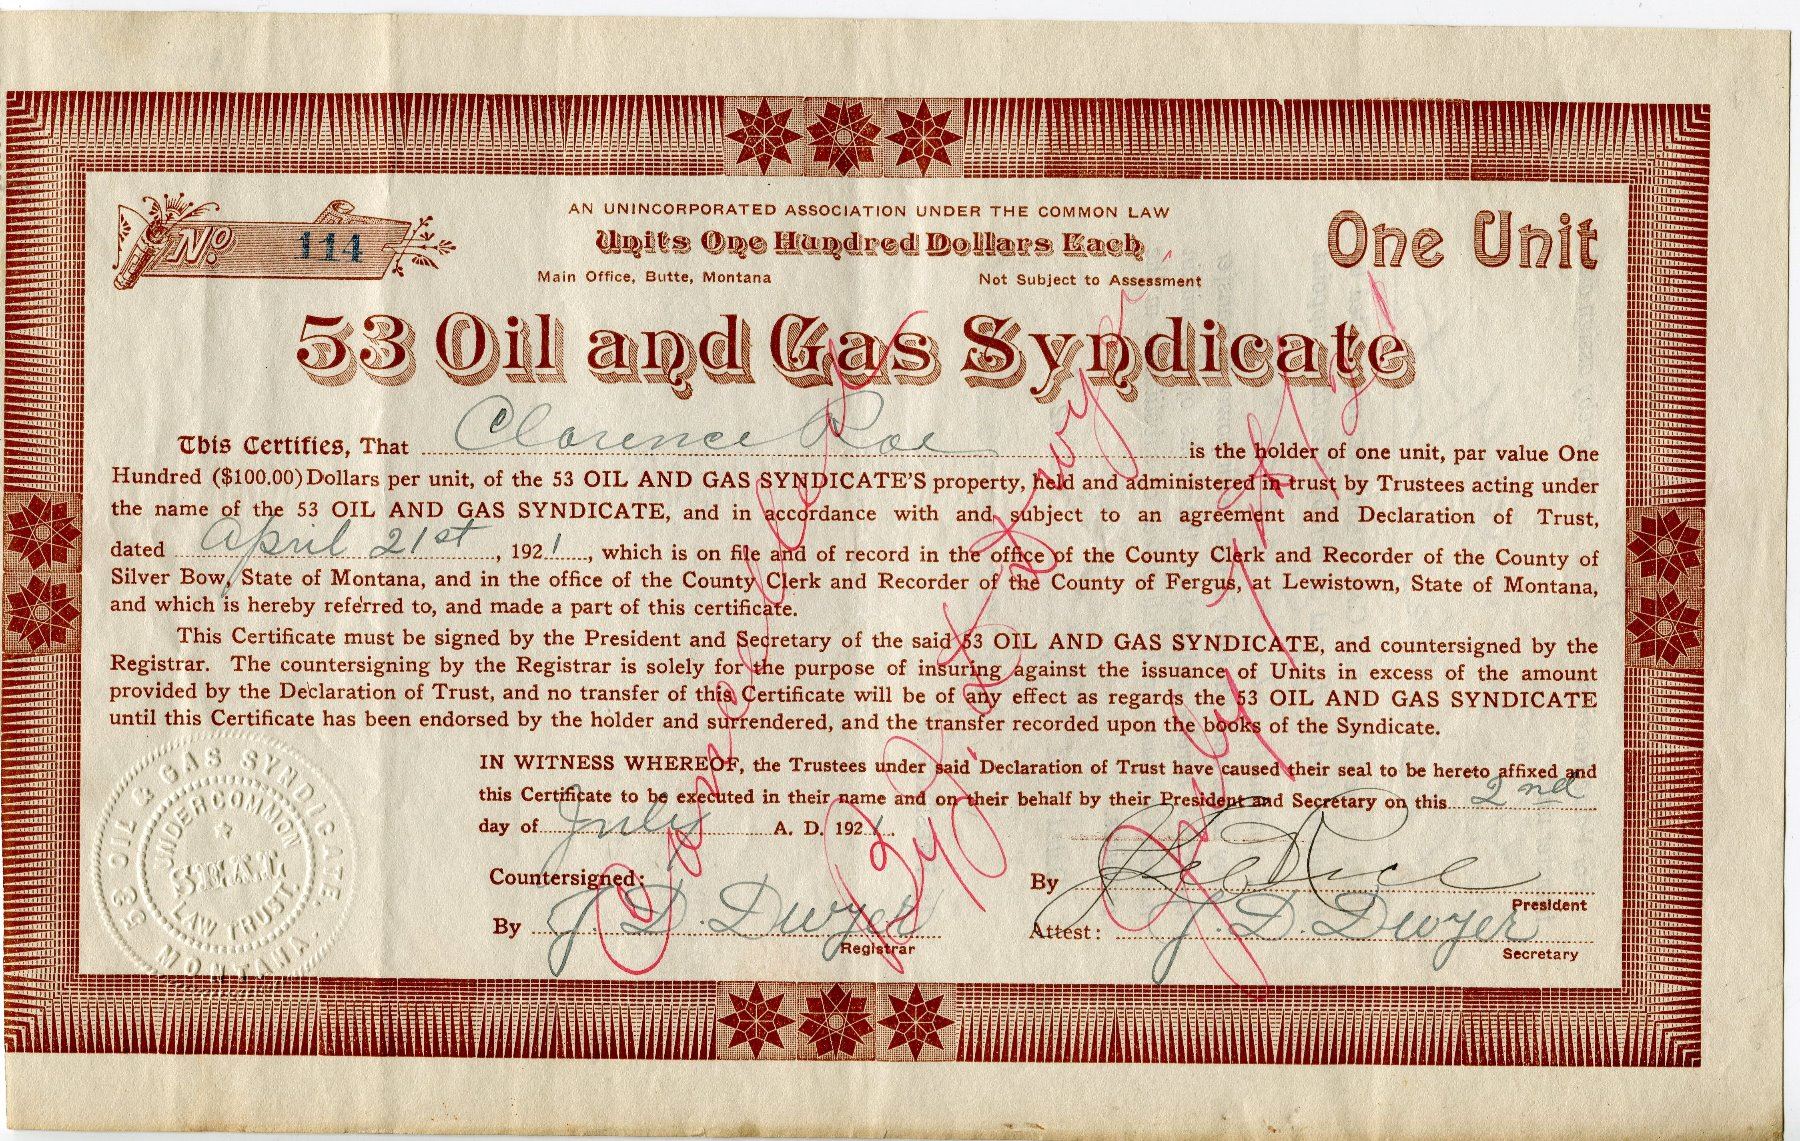 AN UNINCORPORATED ASSOCIATION UNDER THE COMMON LAW
No. 114
Units One Hundred Dollars Each
One Unit
Main Office, Butte, Montana
Not Subject to Assessment
53 Oil and Gas Syndicate
This Certifies, That Clarence Roe is the holder of one unit, par value One
Hundred ($100.00) Dollars per unit, of the 53 OIL AND GAS SYNDICATE'S property, held and administered in trust by Trustees acting under
the name of the 53 OIL AND GAS SYNDICATE, and in accordance with and subject to an agreement and Declaration of Trust,
dated April 21st, 1921, which is on file and of record in the office of the County Clerk and Recorder of the County of
Silver Bow, State of Montana, and in the office of the County Clerk and Recorder of the County of Fergus, at Lewistown, State of Montana,
and which is hereby referred to, and made a part of this certificate.
This Certificate must be signed by the President and Secretary of the said 53 OIL AND GAS SYNDICATE, and countersigned by the
Registrar. The countersigning by the Registrar is solely for the purpose of insuring against the issuance of Units in excess of the amount
provided by the Declaration of Trust, and no transfer of this Certificate will be of any effect as regards the 53 OIL AND GAS SYNDICATE
until this Certificate has been endorsed by the holder and surrendered, and the transfer recorded upon the books of the Syndicate.
IN WITNESS WHEREOF, the Trustees under said Declaration of Trust have caused their seal to be hereto affixed and
this Certificate to be executed in their name and on their behalf by their President and Secretary on this 2nd
day of July A. D. 1921.
Countersigned:
By J. D. Dwyer
Registrar
By
President
Attest: J. D. Dwyer
Secretary
53 OIL & GAS SYNDICATE. MONTANA.
UNDER COMMON LAW TRUST.
SEAL
Cancelled
J. D. Dwyer
July